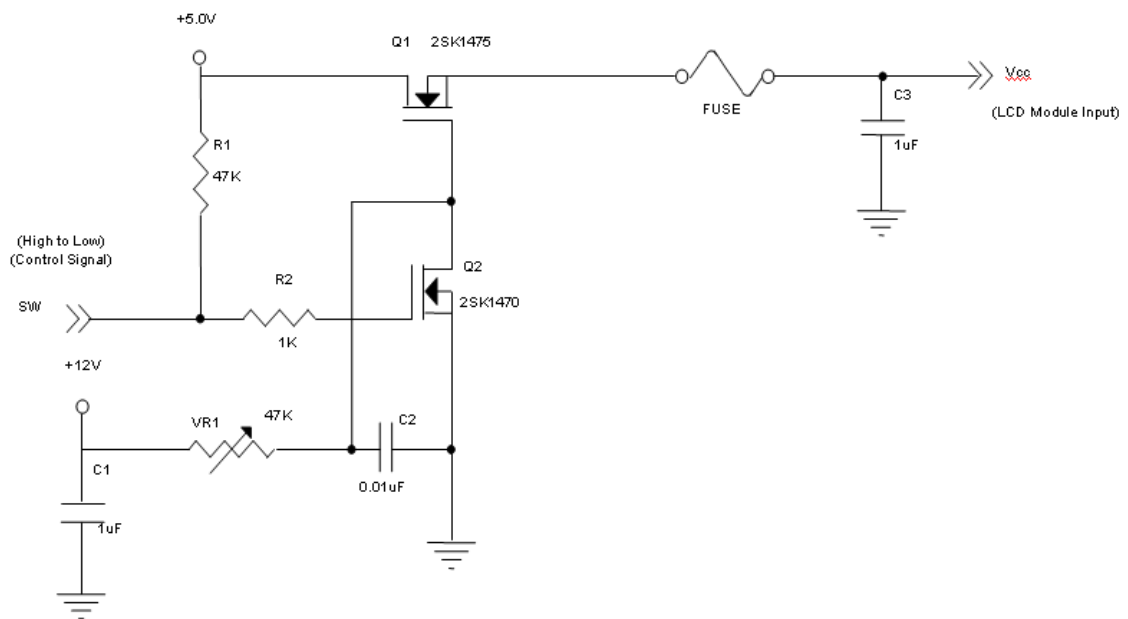 +5.0V
Q1 2SK1475
Vcc
C3
FUSE
(LCD Module Input)
R1
1uF
47K
(High to Low)
(Control Signal)
R2
Q2
SW
2SK1470
1K
+12V
VR1
47K
C2
C1
0.01uF
1uF